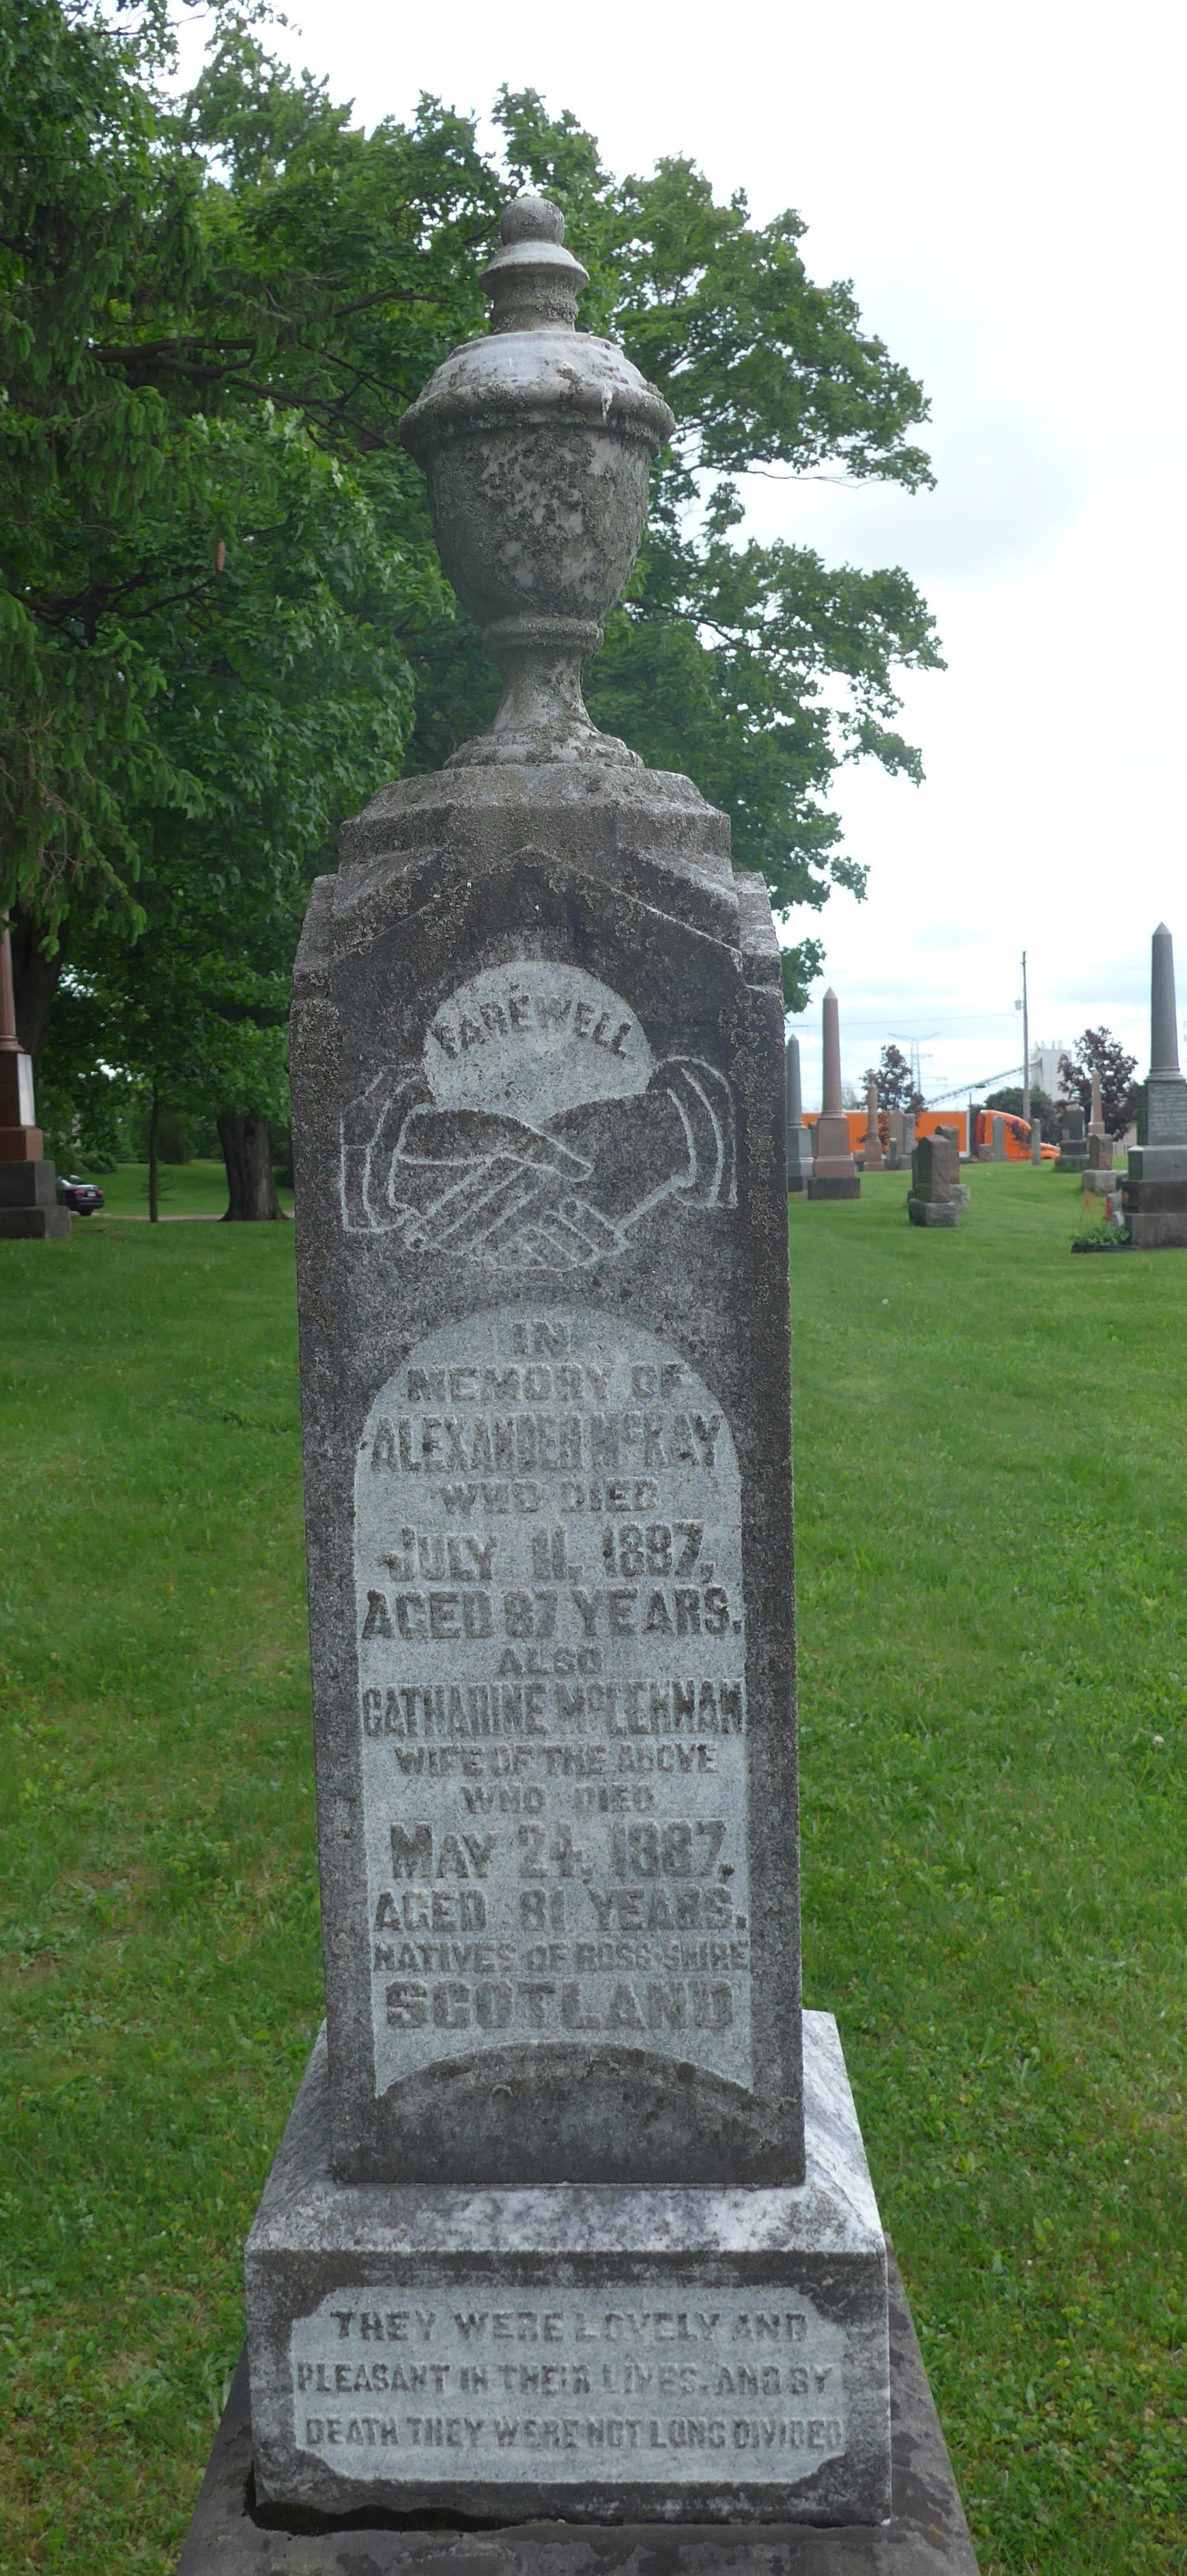 FAREWELL
IN
MEMORY OF
ALEXANDER McKAY
WHO DIED
JULY 11, 1887,
AGED 87 YEARS.
ALSO
CATHARINE McLENNAN
WIFE OF THE ABOVE
WHO DIED
MAY 24, 1887,
AGED 81 YEARS.
NATIVES OF ROSS-SHIRE
SCOTLAND
THEY WERE LOVELY AND
PLEASANT IN THEIR LIVES, AND BY
DEATH THEY WERE NOT LONG DIVIDED